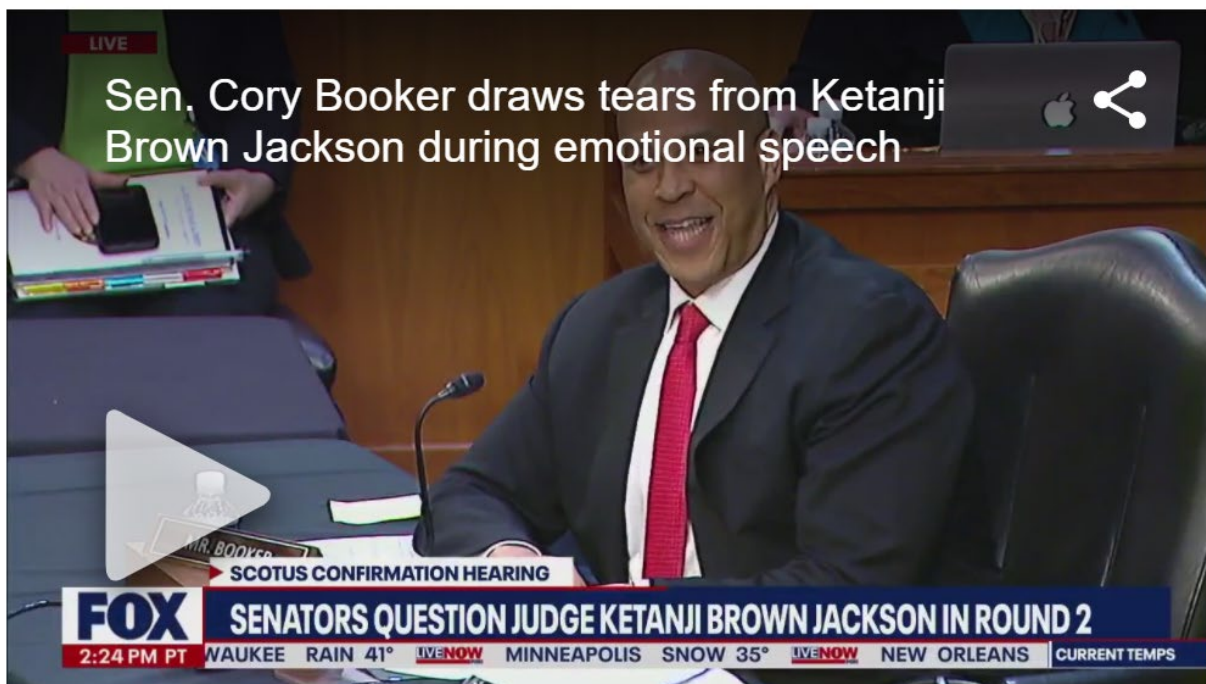 LIVE
Sen. Cory Booker draws tears from Ketanji
Brown Jackson during emotional speech
MR. BOOKER
SCOTUS CONFIRMATION HEARING
FOX
SENATORS QUESTION JUDGE KETANJI BROWN JACKSON IN ROUND 2
2:24 PM PT WAUKEE RAIN 41° LIVENOW MINNEAPOLIS SNOW 35° LIVENOW NEW ORLEANS CURRENT TEMPS